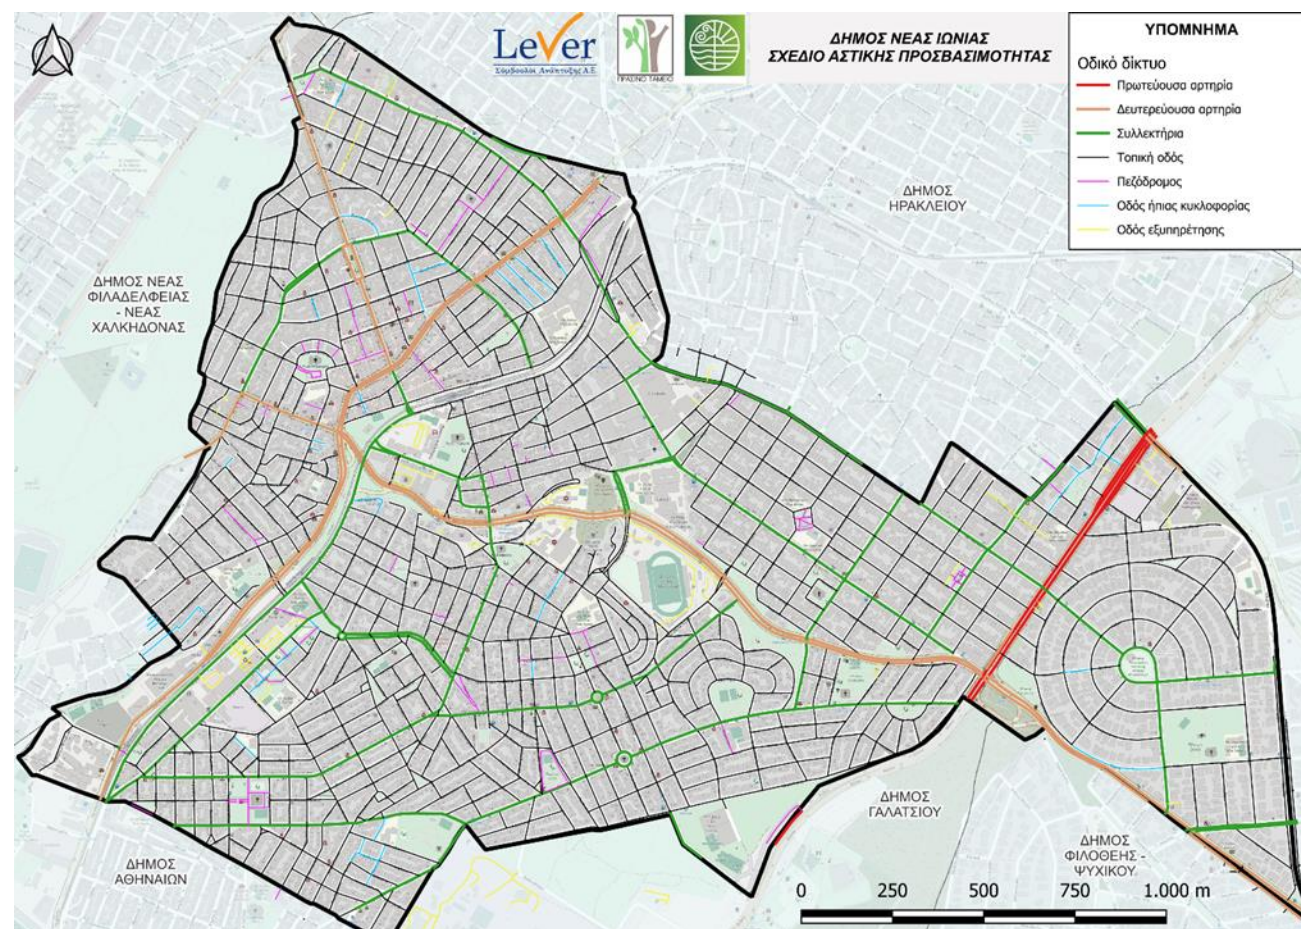 LeVer
Σύμβουλοι Ανάπτυξης Α.Ε.
ΠΡΑΣΙΝΟ ΤΑΜΕΙΟ
ΔΗΜΟΣ ΝΕΑΣ ΙΩΝΙΑΣ
ΣΧΕΔΙΟ ΑΣΤΙΚΗΣ ΠΡΟΣΒΑΣΙΜΟΤΗΤΑΣ
ΥΠΟΜΝΗΜΑ
Οδικό δίκτυο
Πρωτεύουσα αρτηρία
Δευτερεύουσα αρτηρία
Συλλεκτήρια
Τοπική οδός
Πεζόδρομος
Οδός ήπιας κυκλοφορίας
Οδός εξυπηρέτησης
ΔΗΜΟΣ
ΗΡΑΚΛΕΙΟΥ
ΔΗΜΟΣ ΝΕΑΣ
ΦΙΛΑΔΕΛΦΕΙΑΣ
- ΝΕΑΣ
ΧΑΛΚΗΔΟΝΑΣ
ΔΗΜΟΣ
ΓΑΛΑΤΣΙΟΥ
ΔΗΜΟΣ
ΦΙΛΟΘΕΗΣ -
ΨΥΧΙΚΟΥ
ΔΗΜΟΣ
ΑΘΗΝΑΙΩΝ
0 250 500 750 1.000 m